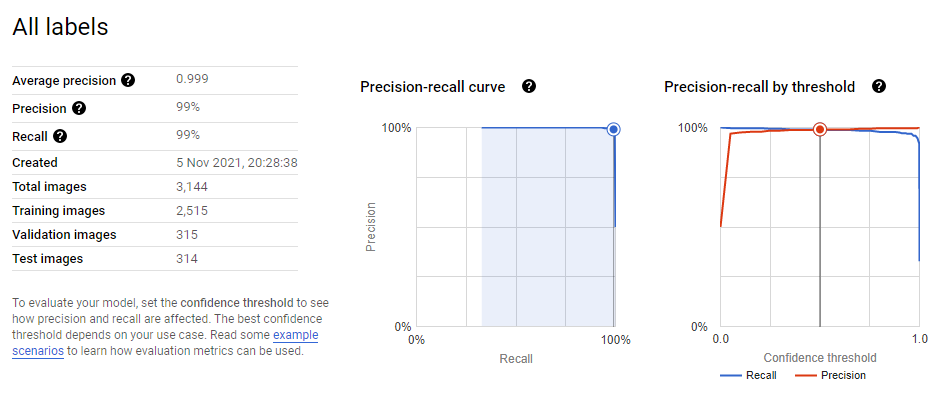 All labels
Average precision ?
0.999
Precision ?
99%
Recall ?
99%
Created
5 Nov 2021, 20:28:38
Total images
3,144
Training images
2,515
Validation images
315
Test images
314
To evaluate your model, set the confidence threshold to see
how precision and recall are affected. The best confidence
threshold depends on your use case. Read some example
scenarios to learn how evaluation metrics can be used.
Precision-recall curve ?
100%
Precision
0%
0%
100%
Recall
Precision-recall by threshold ?
100%
0%
0.0
1.0
Confidence threshold
Recall
Precision